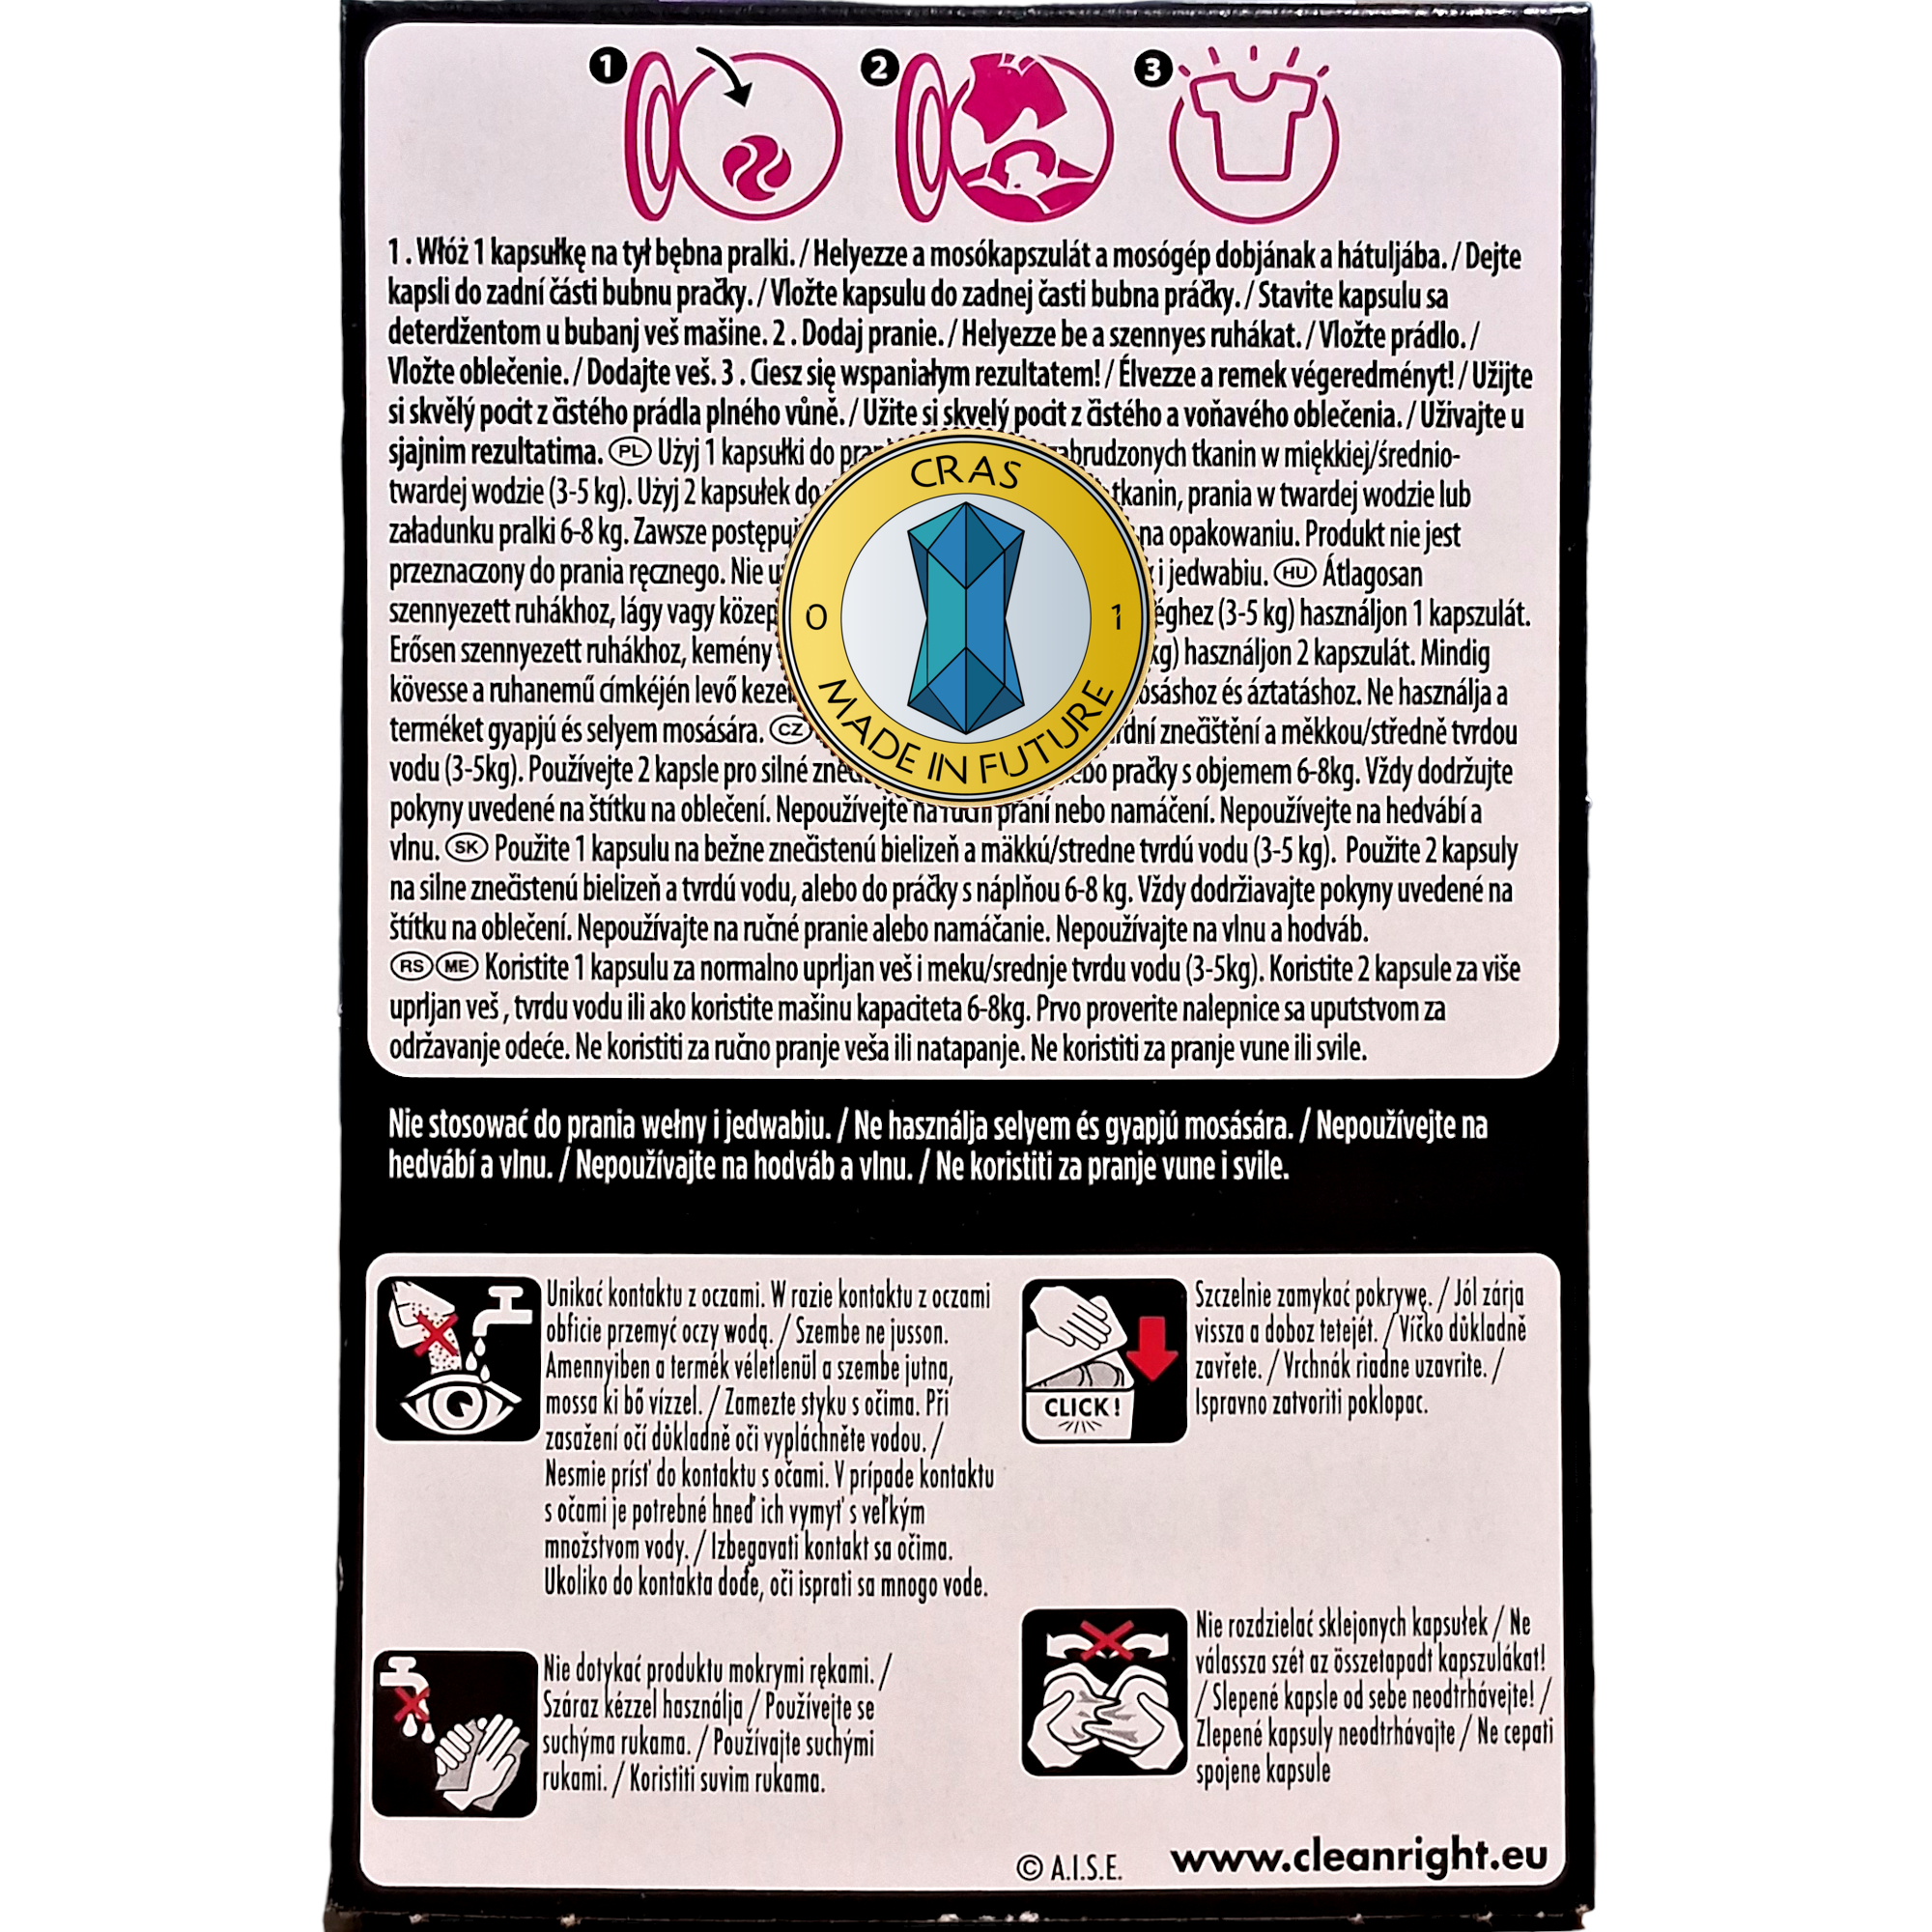 1 2 3
1. Włóż 1 kapsułkę na tył bębna pralki. / Helyezze a mosókapszulát a mosógép dobjának a hátuljába. / Dejte
kapsli do zadní části bubnu pračky. / Vložte kapsulu do zadnej časti bubna práčky. / Stavite kapsulu sa
deterdžentom u bubanj veš mašine. 2. Dodaj pranie. / Helyezze be a szennyes ruhákat. / Vložte prádlo. /
Vložte oblečenie. / Dodajte veš. 3. Ciesz się wspaniałym rezultatem! / Élvezze a remek végeredményt! / Užijte
si skvělý pocit z čistého prádla plného vůně. / Užite si skvelý pocit z čistého a voňavého oblečenia. / Uživajte u
sjajnim rezultatima. PL Użyj 1 kapsułki do tkanin w miękkiej/średnio-
twardej wodzie (3-5 kg). Użyj 2 kapsułek do tkanin, prania w twardej wodzie lub
załadunku pralki 6-8 kg. Zawsze na opakowaniu. Produkt nie jest
przeznaczony do prania ręcznego. Nie i jedwabiu. HU Átlagosan
szennyezett ruhákhoz, lágy vagy (3-5 kg) használjon 1 kapszulát.
Erősen szennyezett ruhákhoz, kemény kg) használjon 2 kapszulát. Mindig
kövesse a ruhanemű címkéjén levő és áztatáshoz. Ne használja a
terméket gyapjú és selyem mosására. CZ znečištění a měkkou/středně tvrdou
vodu (3-5kg). Používejte 2 kapsle pro silné pračky s objemem 6-8kg. Vždy dodržujte
pokyny uvedené na štítku na oblečení. Nepoužívejte na ruční praní nebo namáčení. Nepoužívejte na hedvábí a
vlnu. SK Použite 1 kapsulu na bežne znečistenú bielizeň a mäkkú/stredne tvrdú vodu (3-5 kg). Použite 2 kapsuly
na silne znečistenú bielizeň a tvrdú vodu, alebo do práčky s náplňou 6-8 kg. Vždy dodržiavajte pokyny uvedené na
štítku na oblečení. Nepoužívajte na ručné pranie alebo namáčanie. Nepoužívajte na vlnu a hodváb.
RS ME Koristite 1 kapsulu za normalno uprljan veš i meku/srednje tvrdu vodu (3-5kg). Koristite 2 kapsule za više
uprljan veš, tvrdu vodu ili ako koristite mašinu kapaciteta 6-8kg. Prvo proverite nalepnice sa uputstvom za
održavanje odeće. Ne koristiti za ručno pranje veša ili natapanje. Ne koristiti za pranje vune ili svile.
CRAS
0 1
MADE IN FUTURE
Nie stosować do prania wełny i jedwabiu. / Ne használja selyem és gyapjú mosására. / Nepoužívejte na
hedvábí a vlnu. / Nepoužívajte na hodváb a vlnu. / Ne koristiti za pranje vune i svile.
Unikać kontaktu z oczami. W razie kontaktu z oczami
obficie przemyć oczy wodą. / Szembe ne jusson.
Amennyiben a termék véletlenül a szembe jutna,
mossa ki bő vízzel. / Zamezte styku s očima. Při
zasažení očí důkladně oči vypláchněte vodou. /
Nesmie prísť do kontaktu s očami. V prípade kontaktu
s očami je potrebné hneď ich vymyť s veľkým
množstvom vody. / Izbegavati kontakt sa očima.
Ukoliko do kontakta dođe, oči isprati sa mnogo vode.
CLICK!
Szczelnie zamykać pokrywę. / Jól zárja
vissza a doboz tetejét. / Víčko důkladně
zavřete. / Vrchnák riadne uzavrite. /
Ispravno zatvoriti poklopac.
Nie dotykać produktu mokrymi rękami. /
Száraz kézzel használja / Používejte se
suchýma rukama. / Používajte suchými
rukami. / Koristiti suvim rukama.
Nie rozdzielać sklejonych kapsułek / Ne
válassza szét az összetapadt kapszulákat!
/ Slepené kapsle od sebe neodtrhávejte! /
Zlepené kapsuly neodtrhávajte / Ne cepati
spojene kapsule
© A.I.S.E. www.cleanright.eu